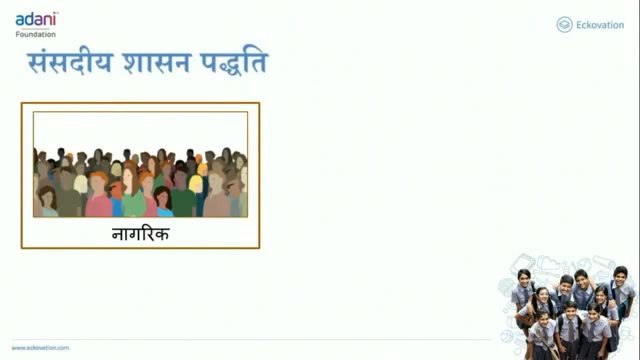 adani
Foundation
Eckovation
संसदीय शासन पद्धति
नागरिक
www.eckovation.com